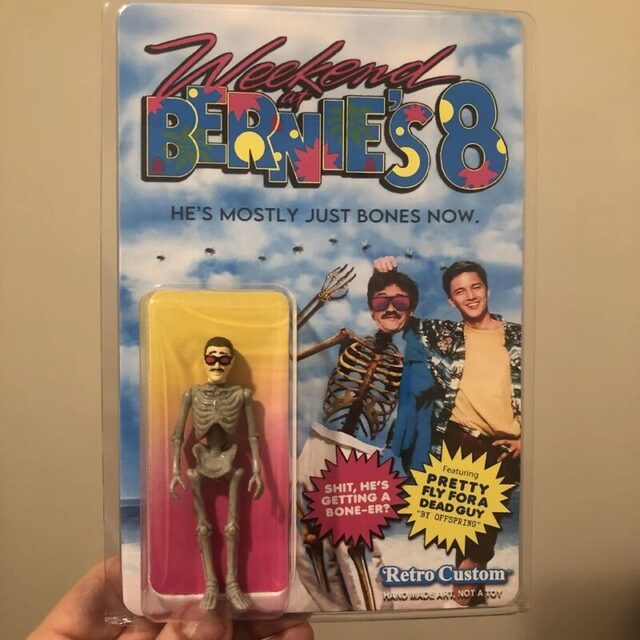 Weekend
at
BERNIE'S 8
HE'S MOSTLY JUST BONES NOW.
SHIT, HE'S
GETTING A
BONE-ER?
Featuring
PRETTY
FLY FOR A
DEAD GUY
"BY OFFSPRING"
Retro Custom
HAND MADE ART, NOT A TOY